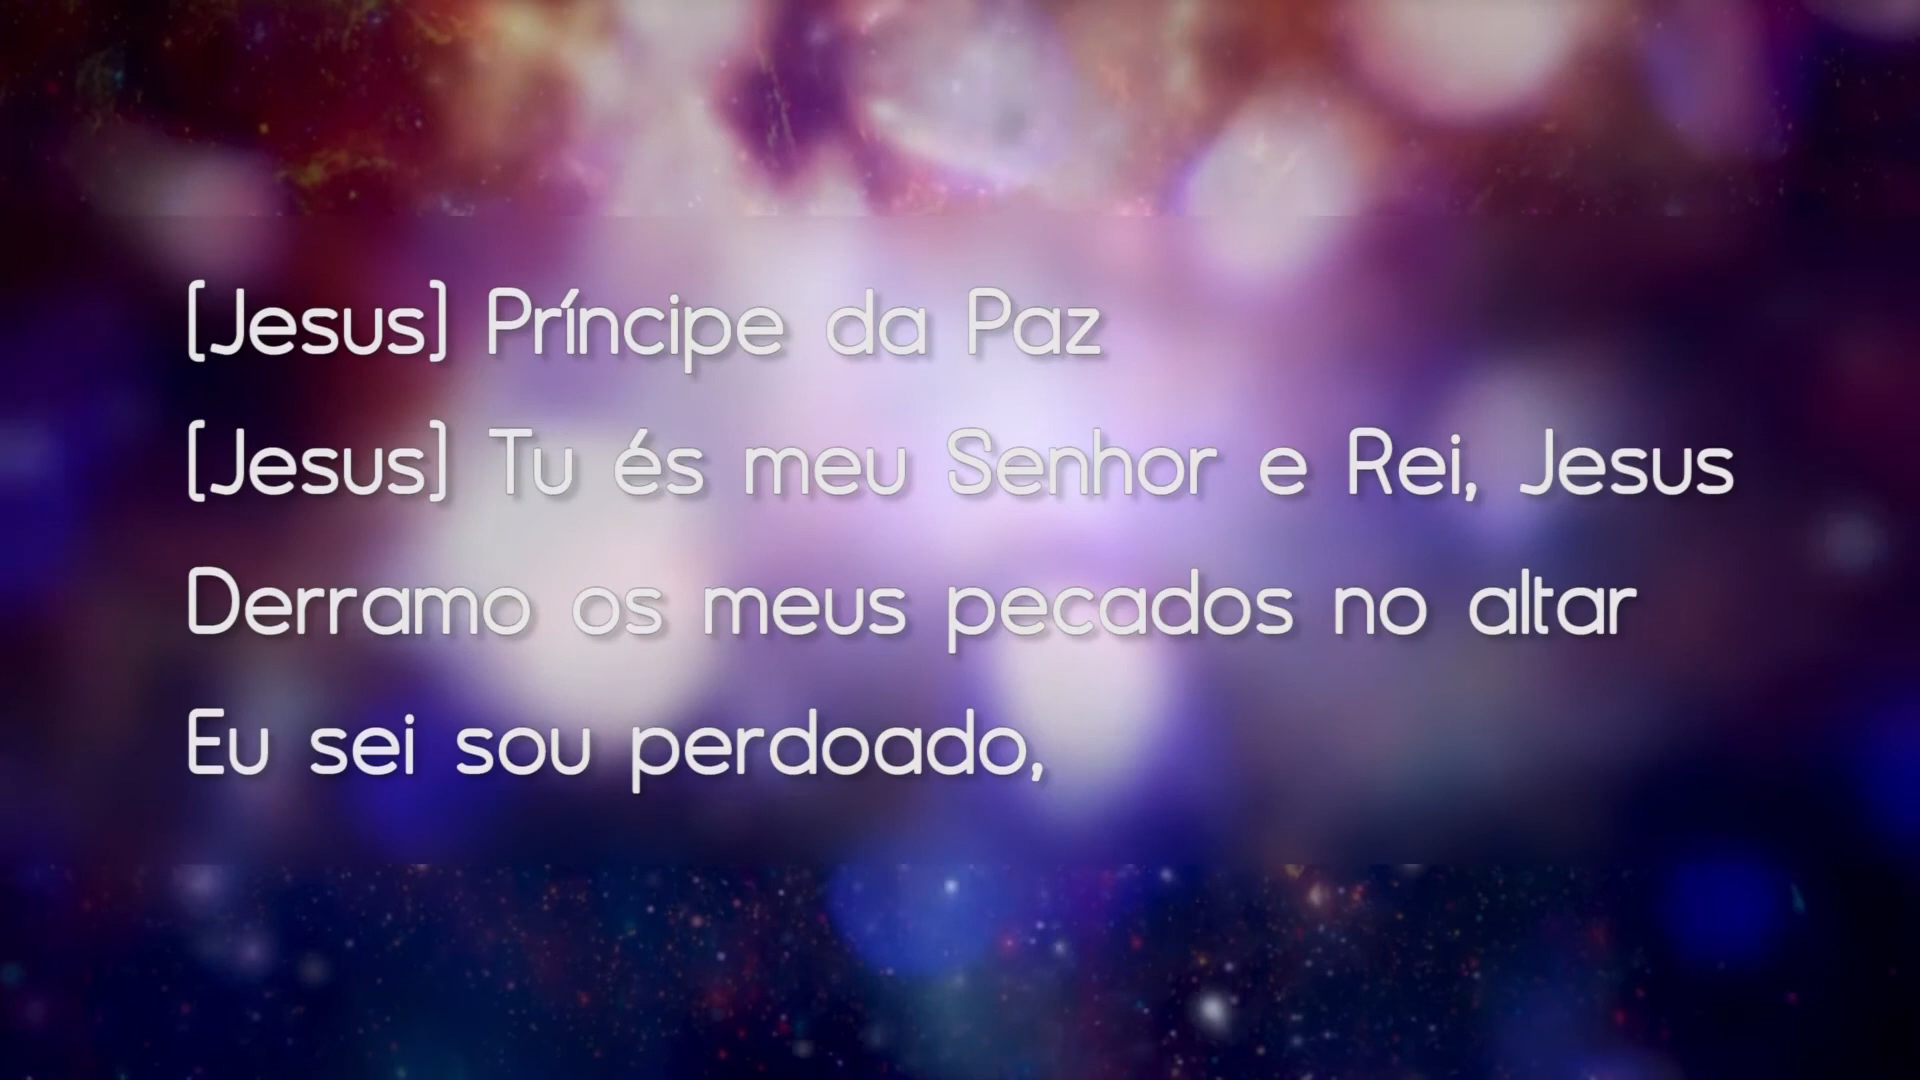 [Jesus] Príncipe da Paz
[Jesus] Tu és meu Senhor e Rei, Jesus
Derramo os meus pecados no altar
Eu sei sou perdoado,